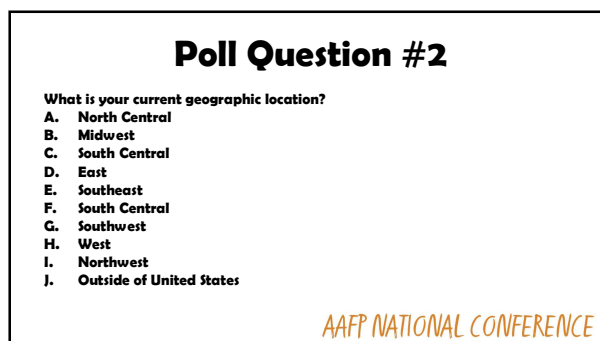 Poll Question #2
What is your current geographic location?
A. North Central
B. Midwest
C. South Central
D. East
E. Southeast
F. South Central
G. Southwest
H. West
I. Northwest
J. Outside of United States
AAFP NATIONAL CONFERENCE